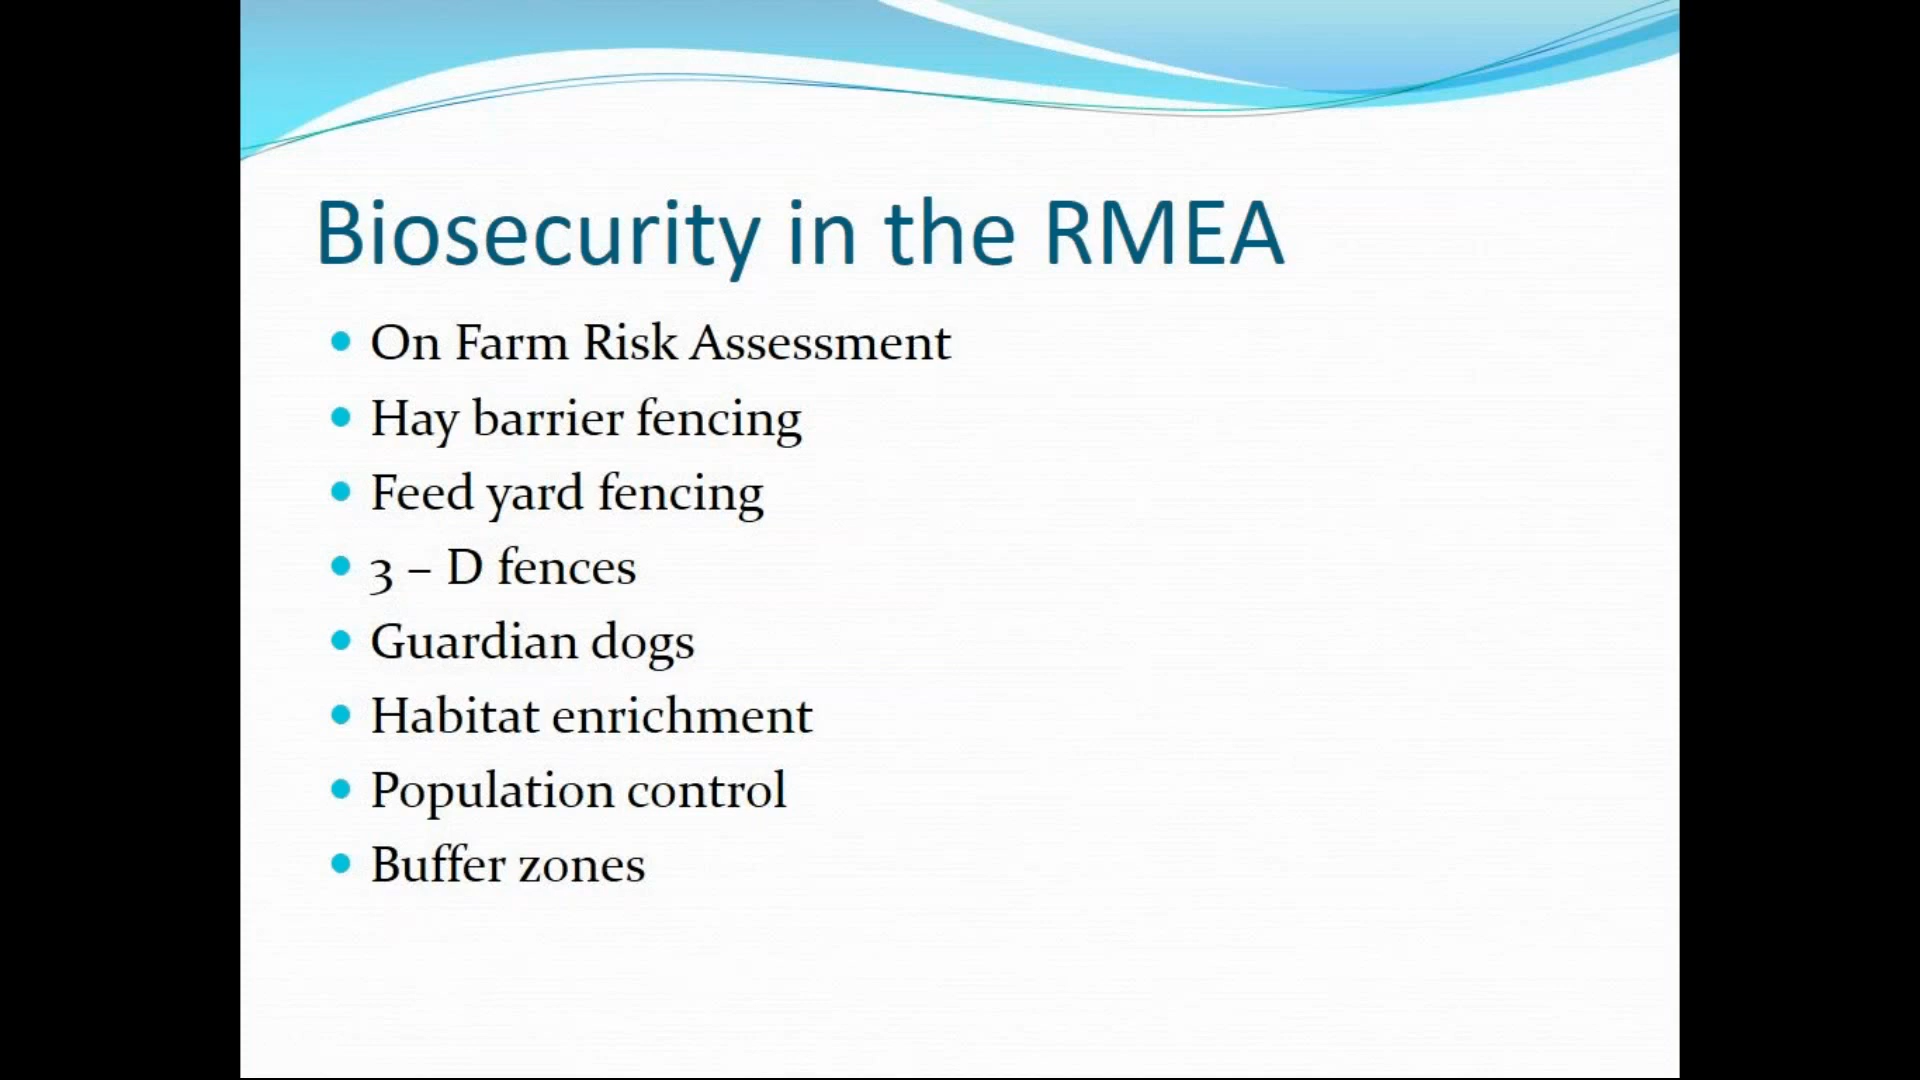 Biosecurity in the RMEA
• On Farm Risk Assessment
• Hay barrier fencing
• Feed yard fencing
• 3 – D fences
• Guardian dogs
• Habitat enrichment
• Population control
• Buffer zones